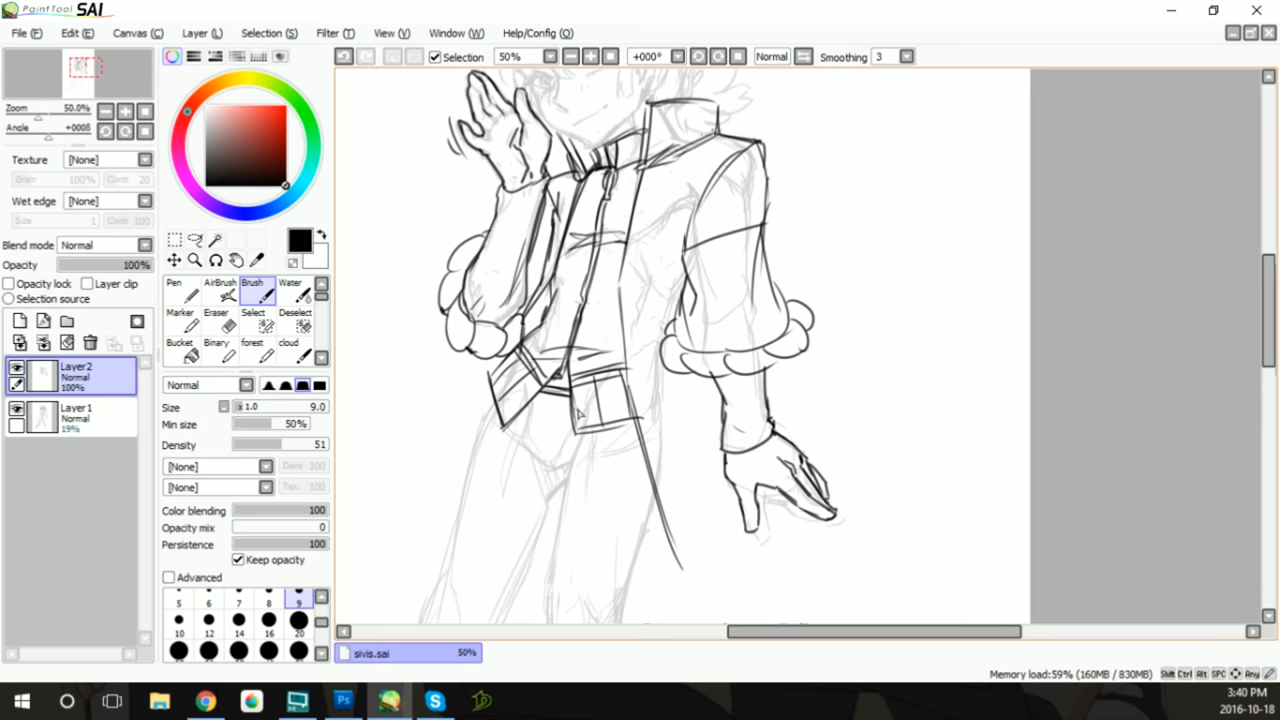 PaintTool SAI
File (F) Edit (E) Canvas (C) Layer (L) Selection (S) Filter (T) View (V) Window (W) Help/Config (O)
Selection 50% +000° Normal Smoothing 3
Zoom 50.0%
Angle +000ß
Texture [None]
Grain 100% Contr 20
Wet edge [None]
Size 1 Contr 100
Blend mode Normal
Opacity 100%
Opacity lock Layer clip
Selection source
Layer2
Normal
100%
Layer1
Normal
19%
Pen AirBrush Brush Water
Marker Eraser Select Deselect
Bucket Binary forest cloud
Normal
Size x 1.0 9.0
Min size 50%
Density 51
[None] Dens 100
[None] Tex 100
Color blending 100
Opacity mix 0
Persistence 100
Keep opacity
Advanced
5 6 7 8 9
10 12 14 16 20
sivis.sai 50%
Memory load:59% (160MB / 830MB) Shift Ctrl Alt SPC Any
Ps
3:40 PM
2016-10-18